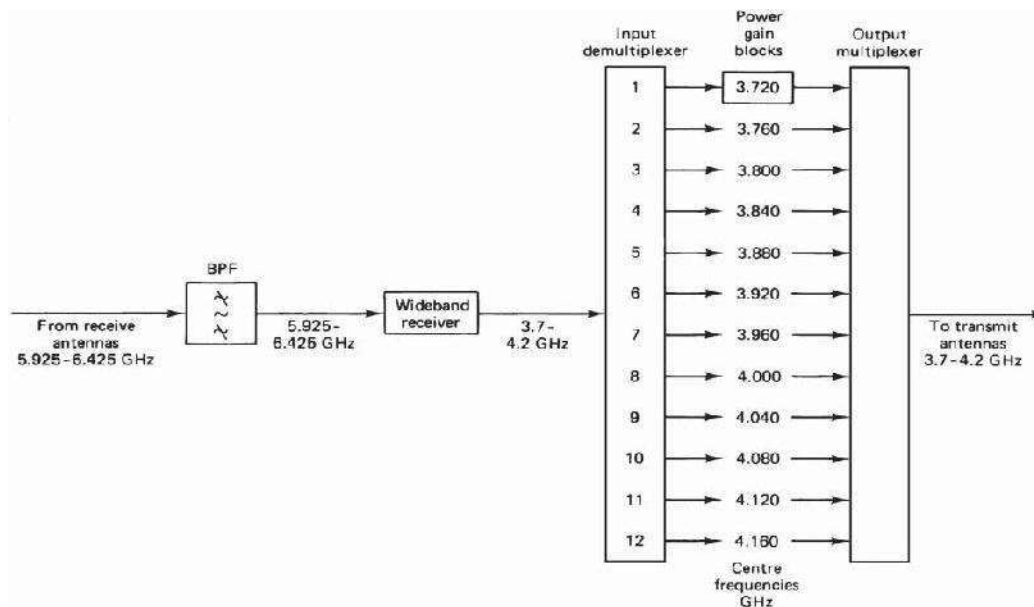 Power
gain
blocks
Input
demultiplexer
Output
multiplexer
1
3.720
2
3.760
3
3.800
4
3.840
5
3.880
6
3.920
7
3.960
8
4.000
9
4.040
10
4.080
11
4.120
12
4.160
Centre
frequencies
GHz
BPF
From receive
antennas
5.925–6.425 GHz
5.925–
6.425 GHz
Wideband
receiver
3.7–
4.2 GHz
To transmit
antennas
3.7–4.2 GHz